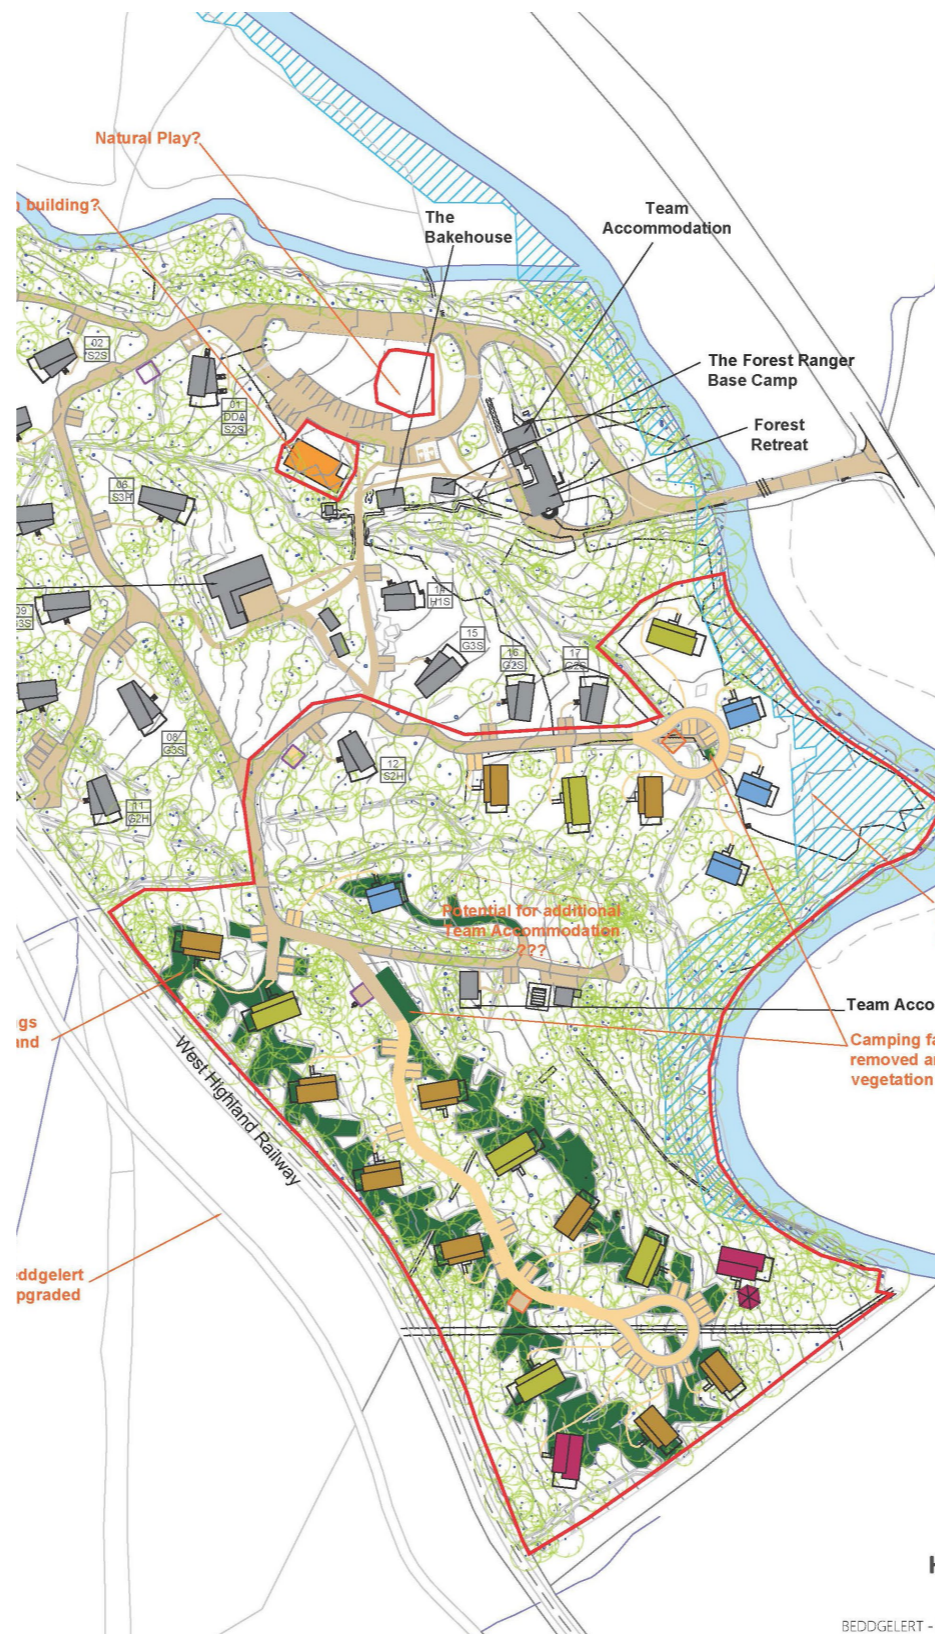 Natural Play?
building?
The
Bakehouse
Team
Accommodation
The Forest Ranger
Base Camp
Forest
Retreat
02
S2S
01
DDA
S2S
06
S3H
14
H1S
15
G3S
16
G2S
17
G2S
09
G3S
08
G3S
12
S2H
11
G2H
Potential for additional
Team Accommodation
???
Team Acco
Camping fa
removed a
vegetation
gs
and
West Highland Railway
eddgelert
pgraded
H
BEDDGELERT -